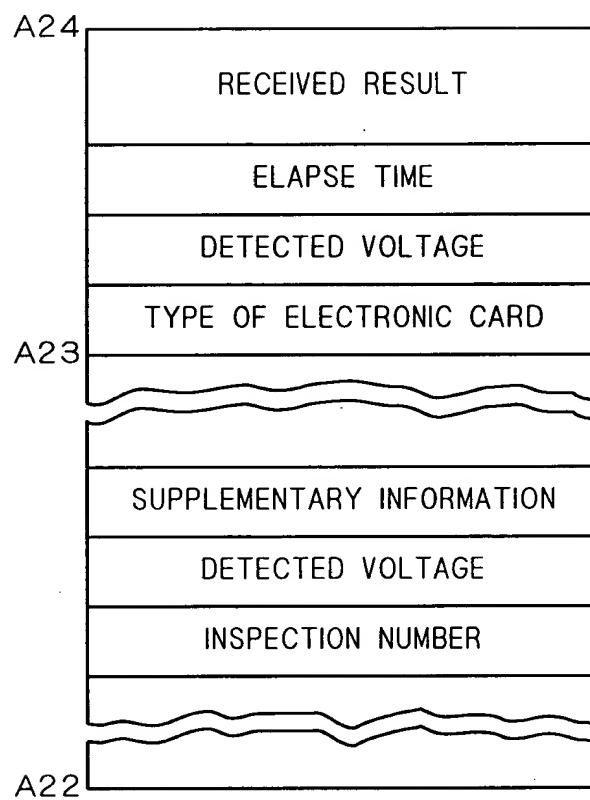 A24
RECEIVED RESULT
ELAPSE TIME
DETECTED VOLTAGE
TYPE OF ELECTRONIC CARD
A23
SUPPLEMENTARY INFORMATION
DETECTED VOLTAGE
INSPECTION NUMBER
A22